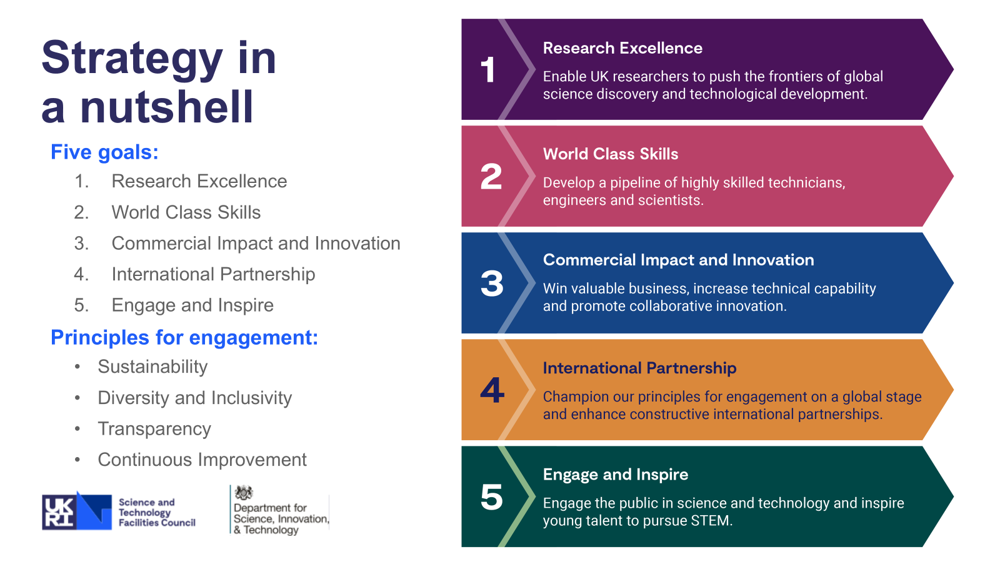 Strategy in
a nutshell
Five goals:
1. Research Excellence
2. World Class Skills
3. Commercial Impact and Innovation
4. International Partnership
5. Engage and Inspire
Principles for engagement:
• Sustainability
• Diversity and Inclusivity
• Transparency
• Continuous Improvement
UK
RI
Science and
Technology
Facilities Council
Department for
Science, Innovation,
& Technology
1
Research Excellence
Enable UK researchers to push the frontiers of global
science discovery and technological development.
2
World Class Skills
Develop a pipeline of highly skilled technicians,
engineers and scientists.
3
Commercial Impact and Innovation
Win valuable business, increase technical capability
and promote collaborative innovation.
4
International Partnership
Champion our principles for engagement on a global stage
and enhance constructive international partnerships.
5
Engage and Inspire
Engage the public in science and technology and inspire
young talent to pursue STEM.